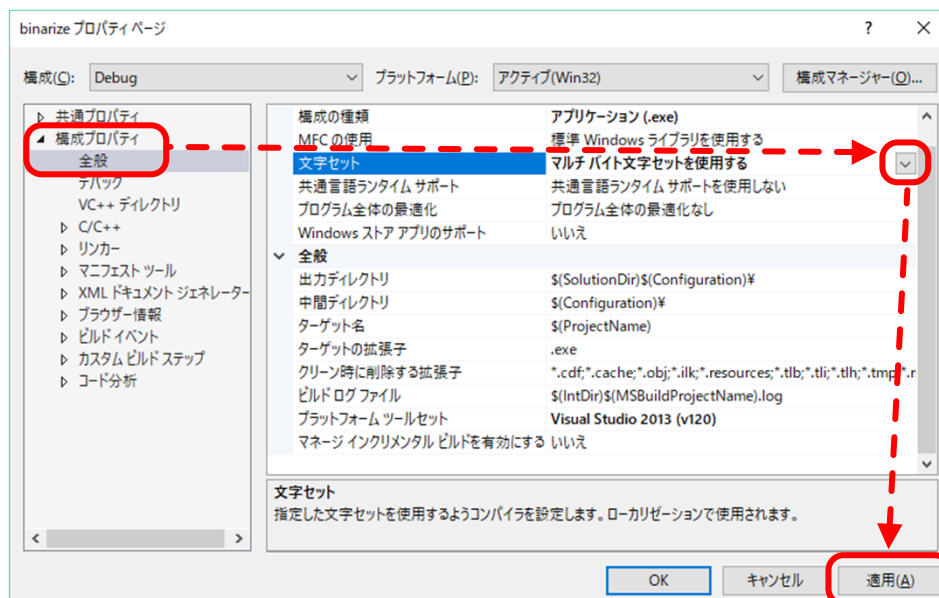 binarize プロパティ ページ ? ×
構成(C): Debug プラットフォーム(P): アクティブ(Win32) 構成マネージャー(O)...
共通プロパティ
構成プロパティ
全般
デバッグ
VC++ ディレクトリ
C/C++
リンカー
マニフェスト ツール
XML ドキュメント ジェネレーター
ブラウザー情報
ビルド イベント
カスタム ビルド ステップ
コード分析
構成の種類 アプリケーション (.exe)
MFC の使用 標準 Windows ライブラリを使用する
文字セット マルチ バイト文字セットを使用する
共通言語ランタイム サポート 共通言語ランタイム サポートを使用しない
プログラム全体の最適化 プログラム全体の最適化なし
Windows ストア アプリのサポート いいえ
全般
出力ディレクトリ $(SolutionDir)$(Configuration)¥
中間ディレクトリ $(Configuration)¥
ターゲット名 $(ProjectName)
ターゲットの拡張子 .exe
クリーン時に削除する拡張子 *.cdf;*.cache;*.obj;*.ilk;*.resources;*.tlb;*.tli;*.tlh;*.tmp;*.r
ビルド ログ ファイル $(IntDir)$(MSBuildProjectName).log
プラットフォーム ツールセット Visual Studio 2013 (v120)
マネージ インクリメンタル ビルドを有効にする いいえ
文字セット
指定した文字セットを使用するようコンパイラを設定します。ローカリゼーションで使用されます。
OK キャンセル 適用(A)